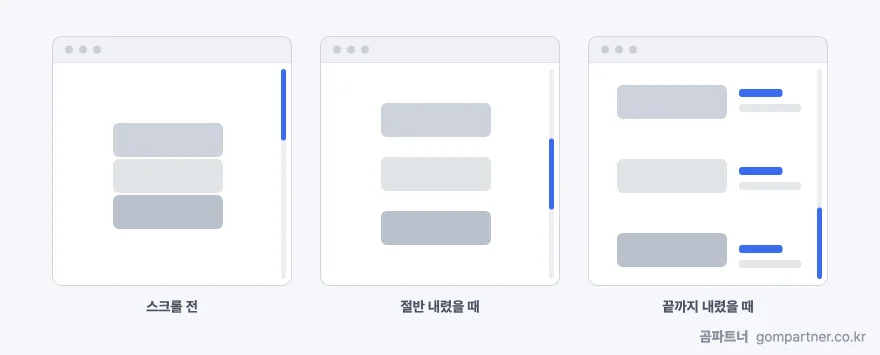 스크롤 전
절반 내렸을 때
끝까지 내렸을 때
곰파트너 gompartner.co.kr